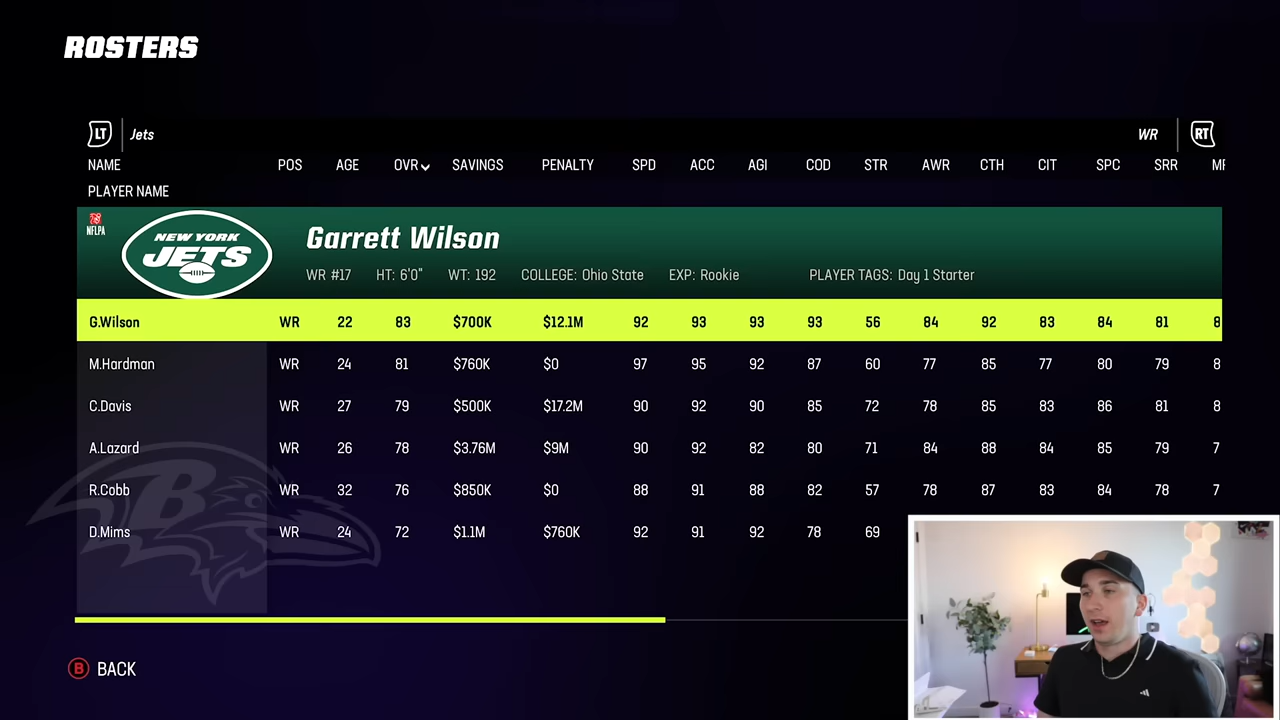 ROSTERS
LT Jets WR RT
NAME POS AGE OVR SAVINGS PENALTY SPD ACC AGI COD STR AWR CTH CIT SPC SRR
PLAYER NAME
NFLPA
NEW YORK
JETS
Garrett Wilson
WR #17 HT: 6'0" WT: 192 COLLEGE: Ohio State EXP: Rookie PLAYER TAGS: Day 1 Starter
G.Wilson WR 22 83 $700K $12.1M 92 93 93 93 56 84 92 83 84 81 8
M.Hardman WR 24 81 $760K $0 97 95 92 87 60 77 85 77 80 79 8
C.Davis WR 27 79 $500K $17.2M 90 92 90 85 72 78 85 83 86 81 8
A.Lazard WR 26 78 $3.76M $9M 90 92 82 80 71 84 88 84 85 79 7
R.Cobb WR 32 76 $850K $0 88 91 88 82 57 78 87 83 84 78 7
D.Mims WR 24 72 $1.1M $760K 92 91 92 78 69
B
B BACK